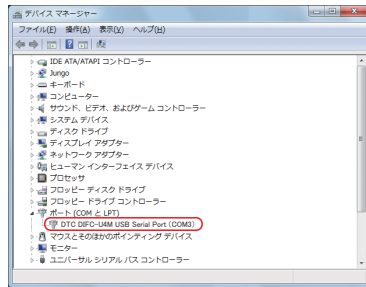 デバイス マネージャー
ファイル(F) 操作(A) 表示(V) ヘルプ(H)
IDE ATA/ATAPI コントローラー
Jungo
キーボード
コンピューター
サウンド、ビデオ、およびゲーム コントローラー
システム デバイス
ディスク ドライブ
ディスプレイ アダプター
ネットワーク アダプター
ヒューマン インターフェイス デバイス
プロセッサ
フロッピー ディスク ドライブ
フロッピー ドライブ コントローラー
ポート (COM と LPT)
DTC DIFO-U4M USB Serial Port (COM3)
マウスとそのほかのポインティング デバイス
モニター
ユニバーサル シリアル バス コントローラー